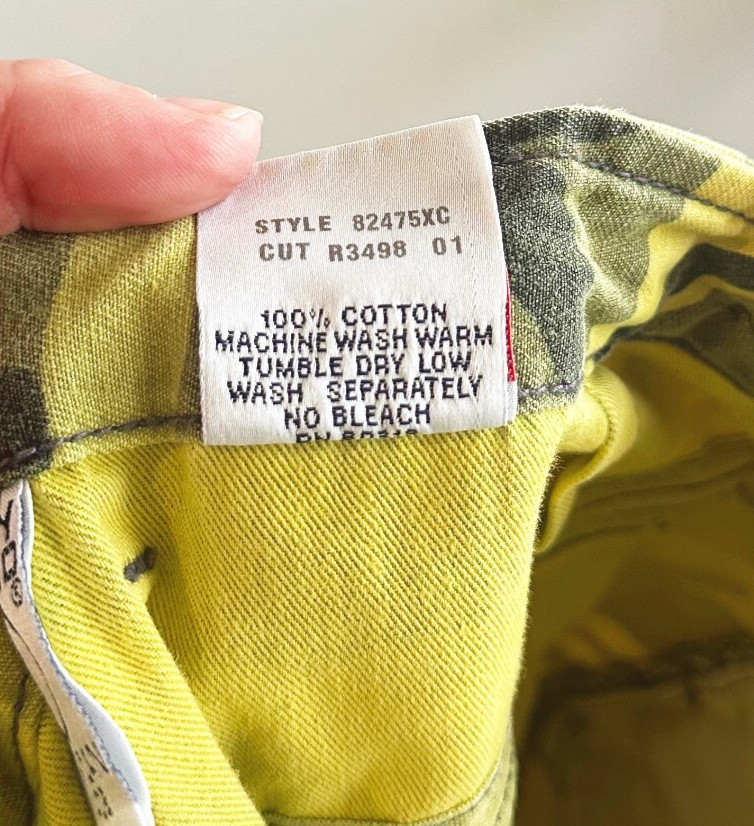 STYLE 82475XC
CUT R3498 01
100% COTTON
MACHINE WASH WARM
TUMBLE DRY LOW
WASH SEPARATELY
NO BLEACH